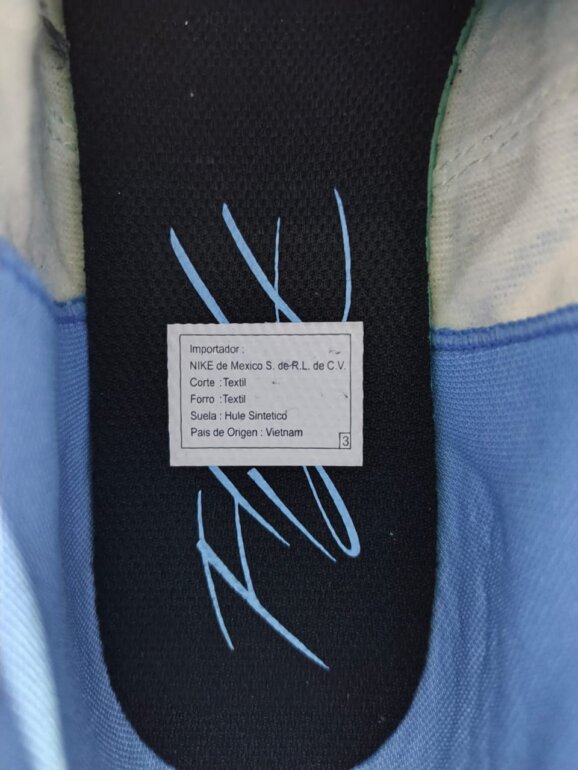 Importador :
NIKE de Mexico S. de R.L. de C.V.
Corte : Textil
Forro : Textil
Suela : Hule Sintetico
Pais de Origen : Vietnam
3